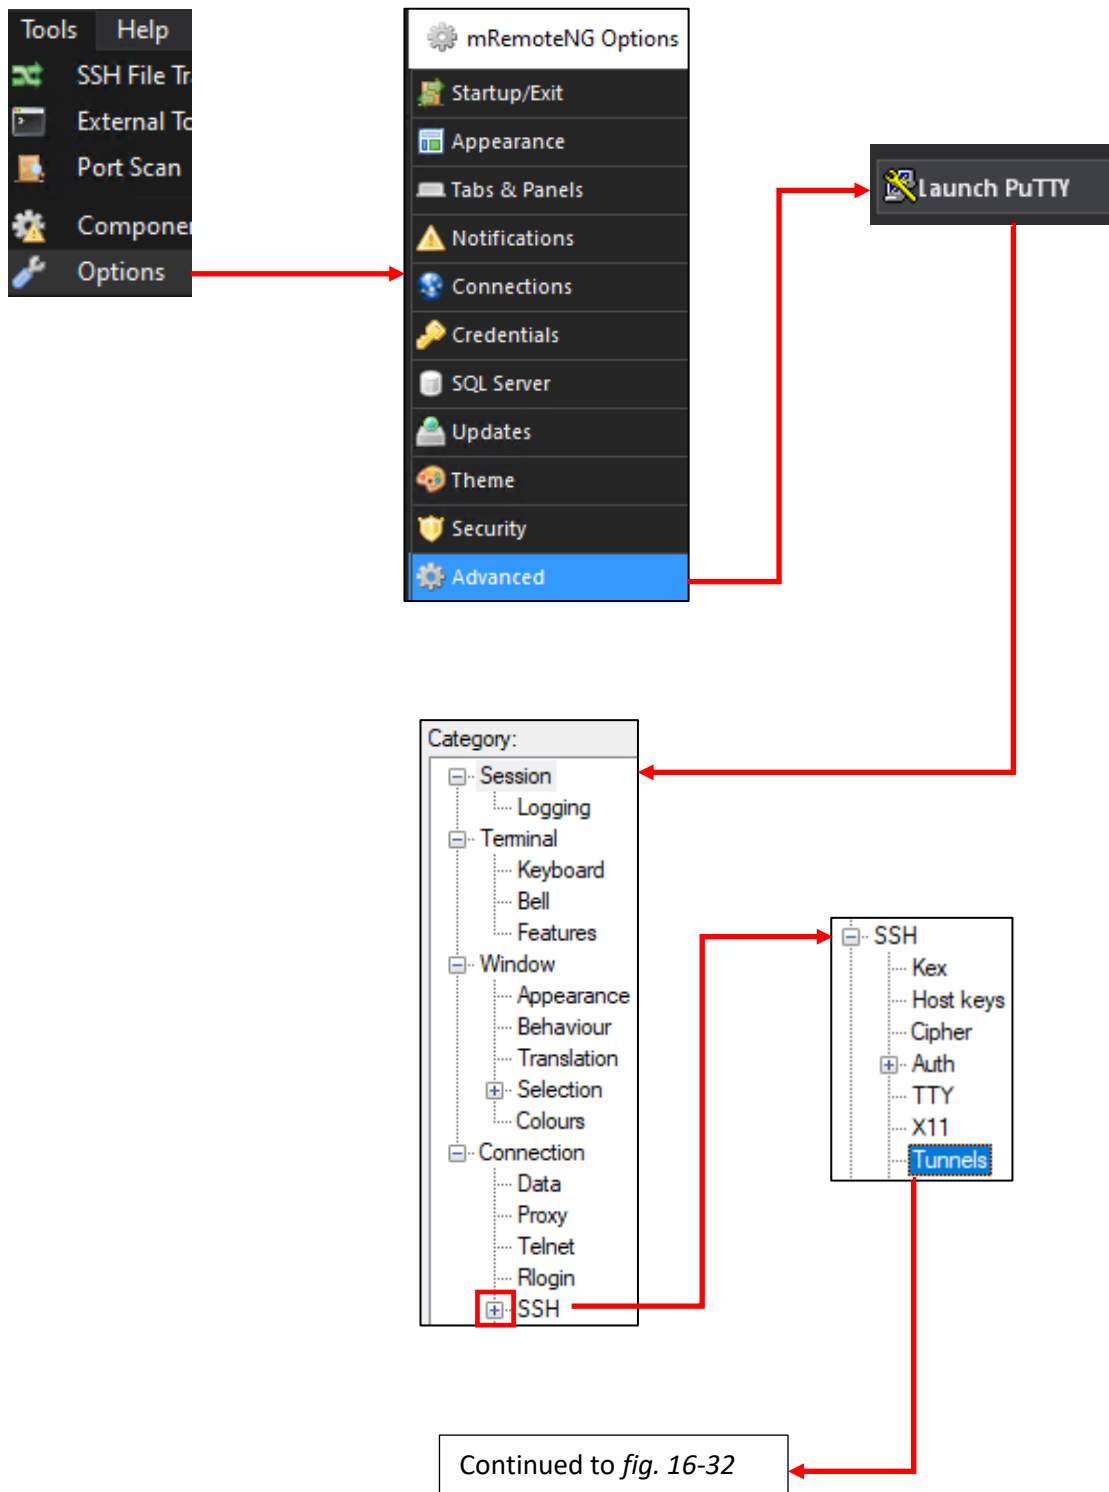 Tools Help
SSH File Tr
External To
Port Scan
Compone
Options
mRemoteNG Options
Startup/Exit
Appearance
Tabs & Panels
Notifications
Connections
Credentials
SQL Server
Updates
Theme
Security
Advanced
Launch PuTTY
Category:
Session
Logging
Terminal
Keyboard
Bell
Features
Window
Appearance
Behaviour
Translation
Selection
Colours
Connection
Data
Proxy
Telnet
Rlogin
SSH
SSH
Kex
Host keys
Cipher
Auth
TTY
X11
Tunnels
Continued to fig. 16-32